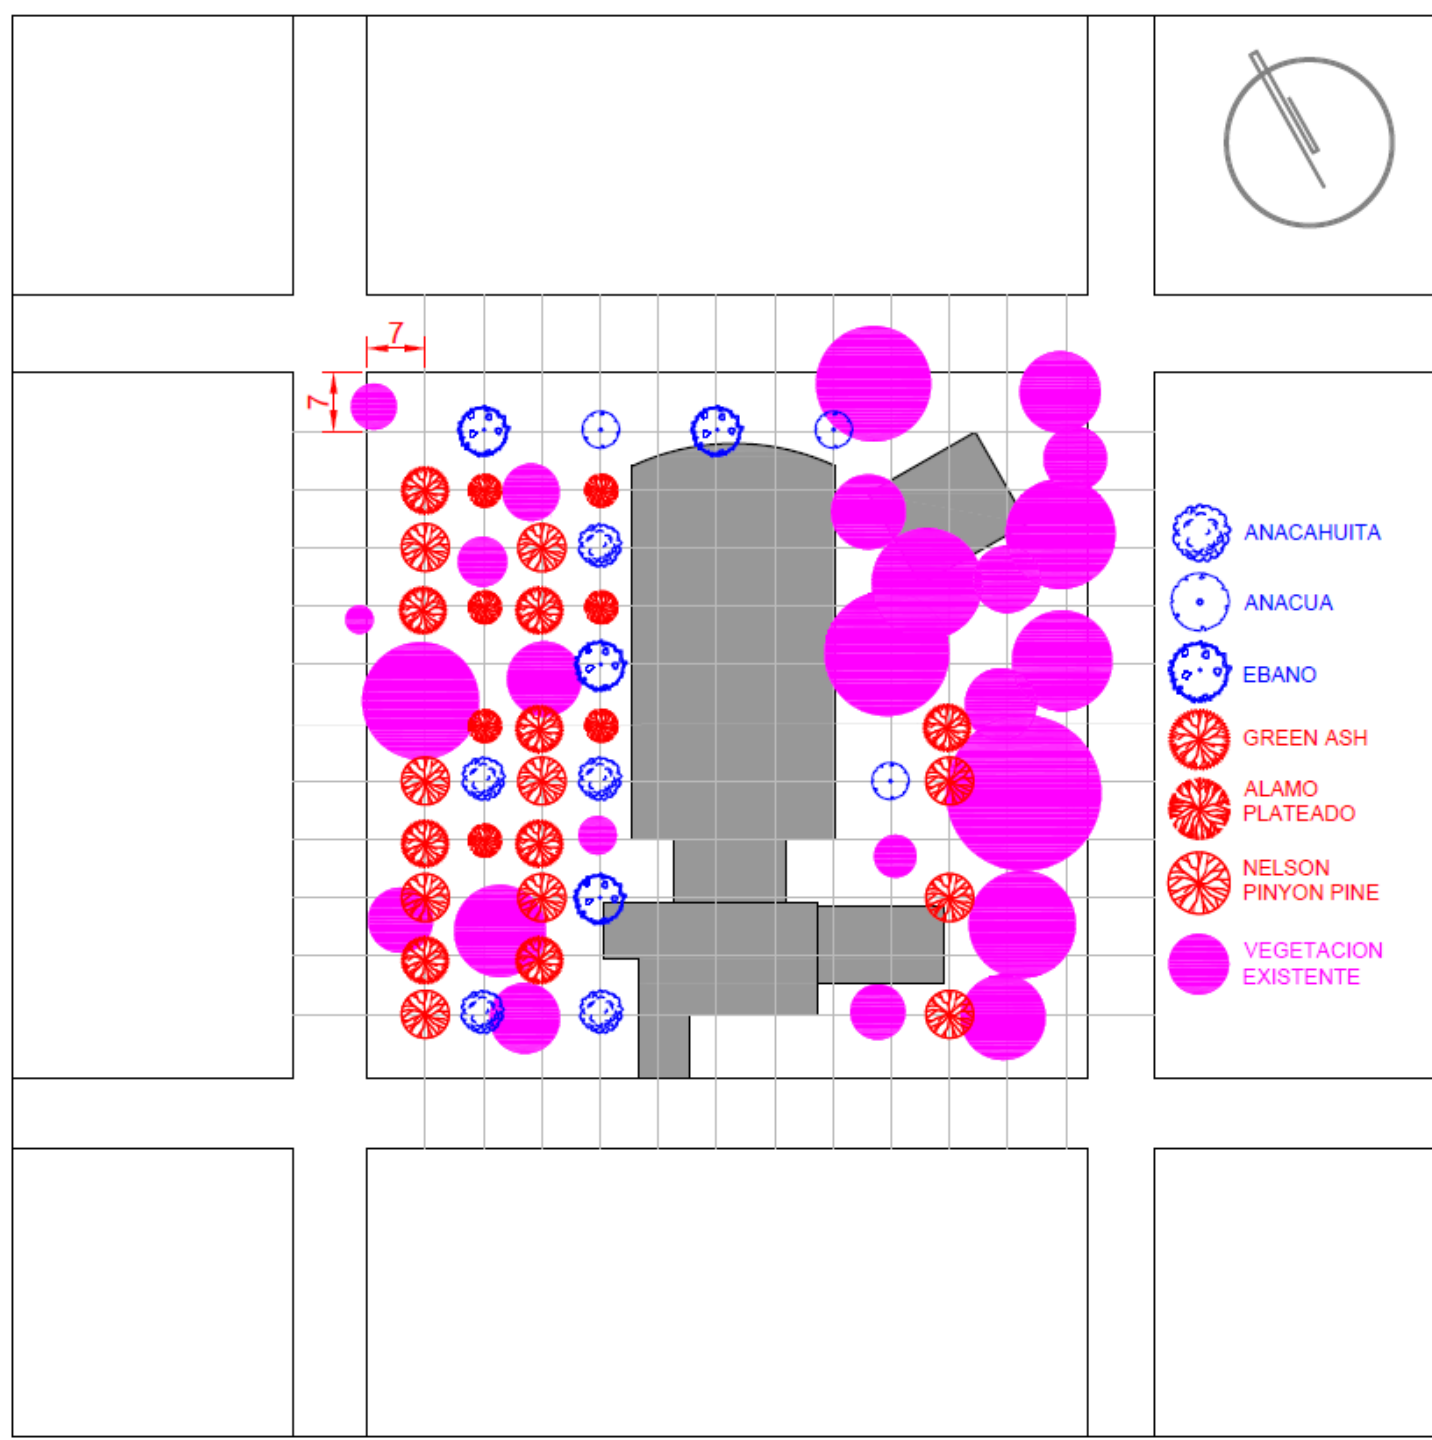 7
7
ANACAHUITA
ANACUA
EBANO
GREEN ASH
ALAMO
PLATEADO
NELSON
PINYON PINE
VEGETACION
EXISTENTE